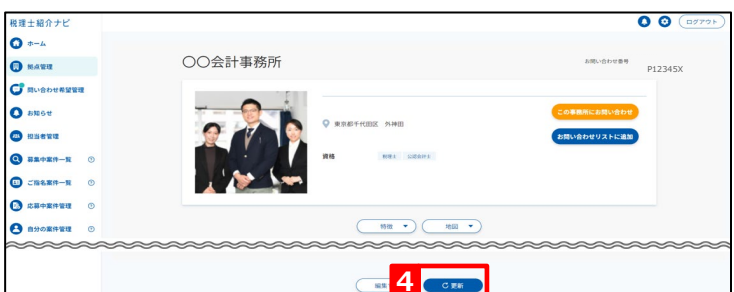 税理士紹介ナビ
ログアウト
ホーム
拠点管理
問い合わせ希望管理
お知らせ
担当者管理
募集中案件一覧
ご指名案件一覧
応募中案件管理
自分の案件管理
〇〇会計事務所
お問い合わせ番号
P12345X
東京都千代田区 外神田
この事務所にお問い合わせ
お問い合わせリストに追加
資格
税理士 公認会計士
特徴
地図
編集
4
更新